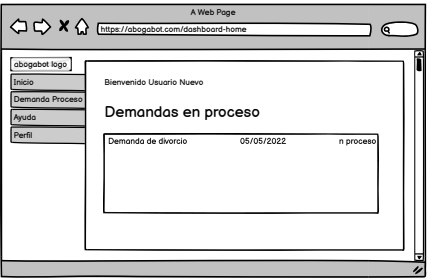 A Web Page
https://abogabot.com/dashboard-home
abogabot logo
Inicio
Demanda Proceso
Ayuda
Perfil
Bienvenido Usuario Nuevo
Demandas en proceso
Demanda de divorcio 05/05/2022 n proceso